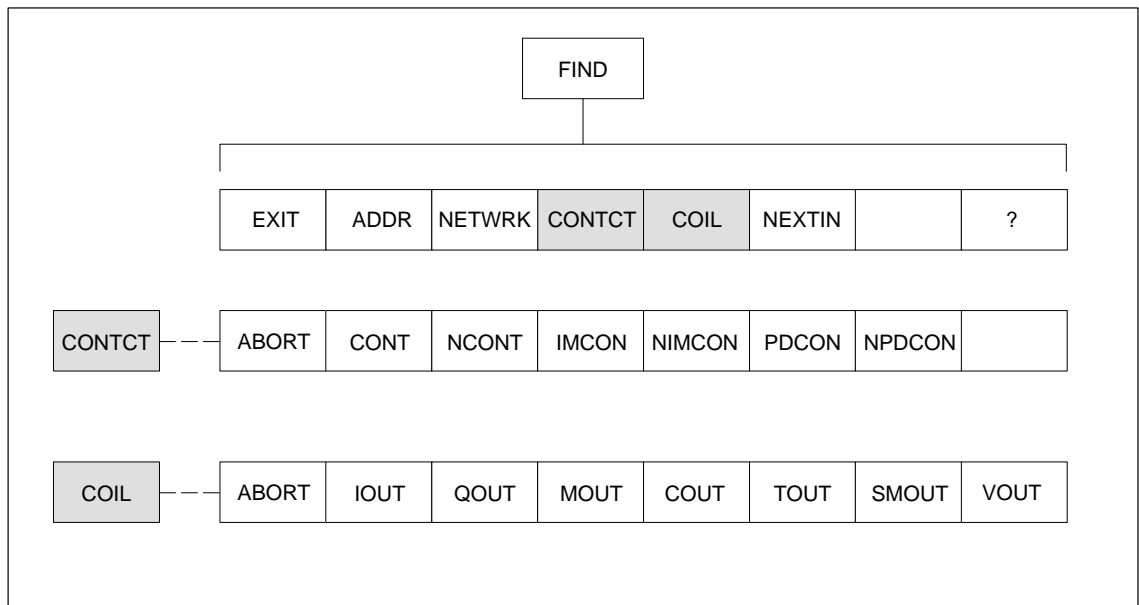 FIND
EXIT ADDR NETWRK CONTCT COIL NEXTIN ?
CONTCT ABORT CONT NCONT IMCON NIMCON PDCON NPDCON
COIL ABORT IOUT QOUT MOUT COUT TOUT SMOUT VOUT